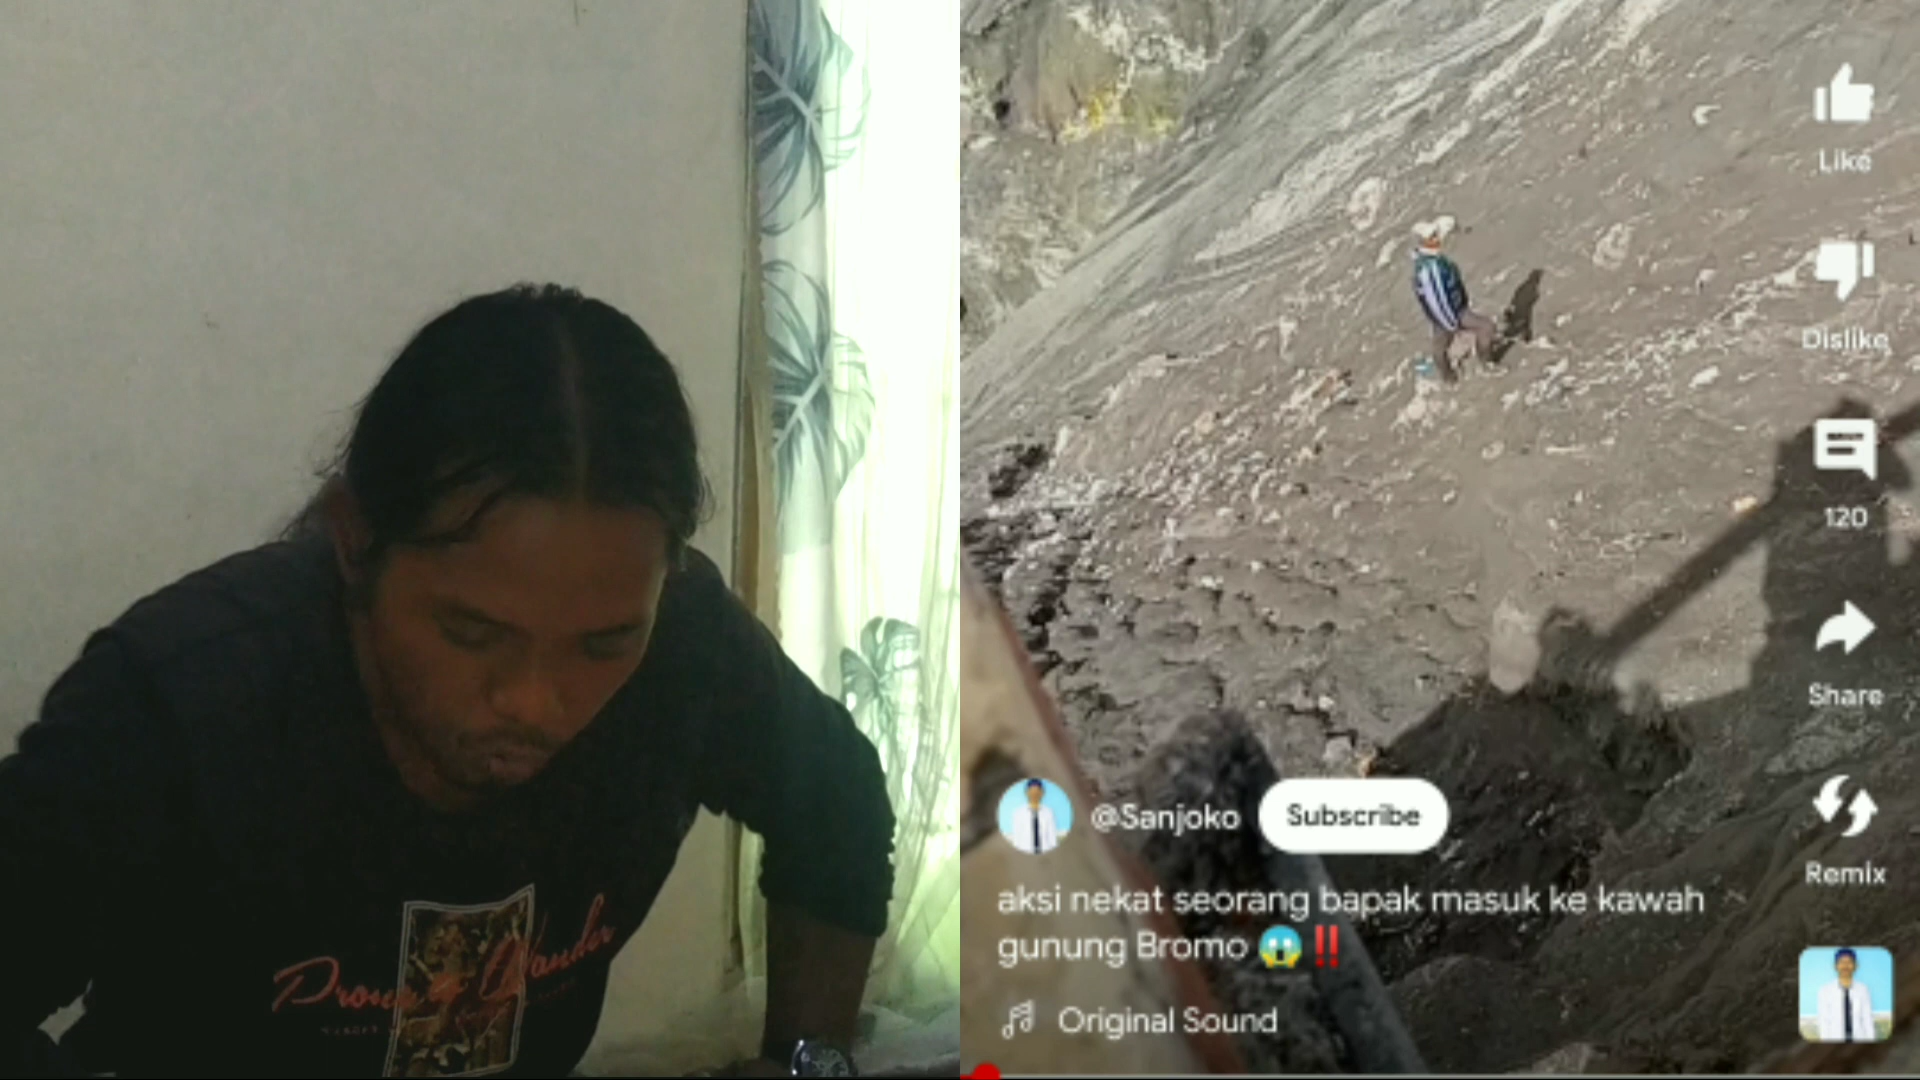 Like
Dislike
120
Share
Remix
@Sanjoko
Subscribe
aksi nekat seorang bapak masuk ke kawah
gunung Bromo 😱‼️
Original Sound